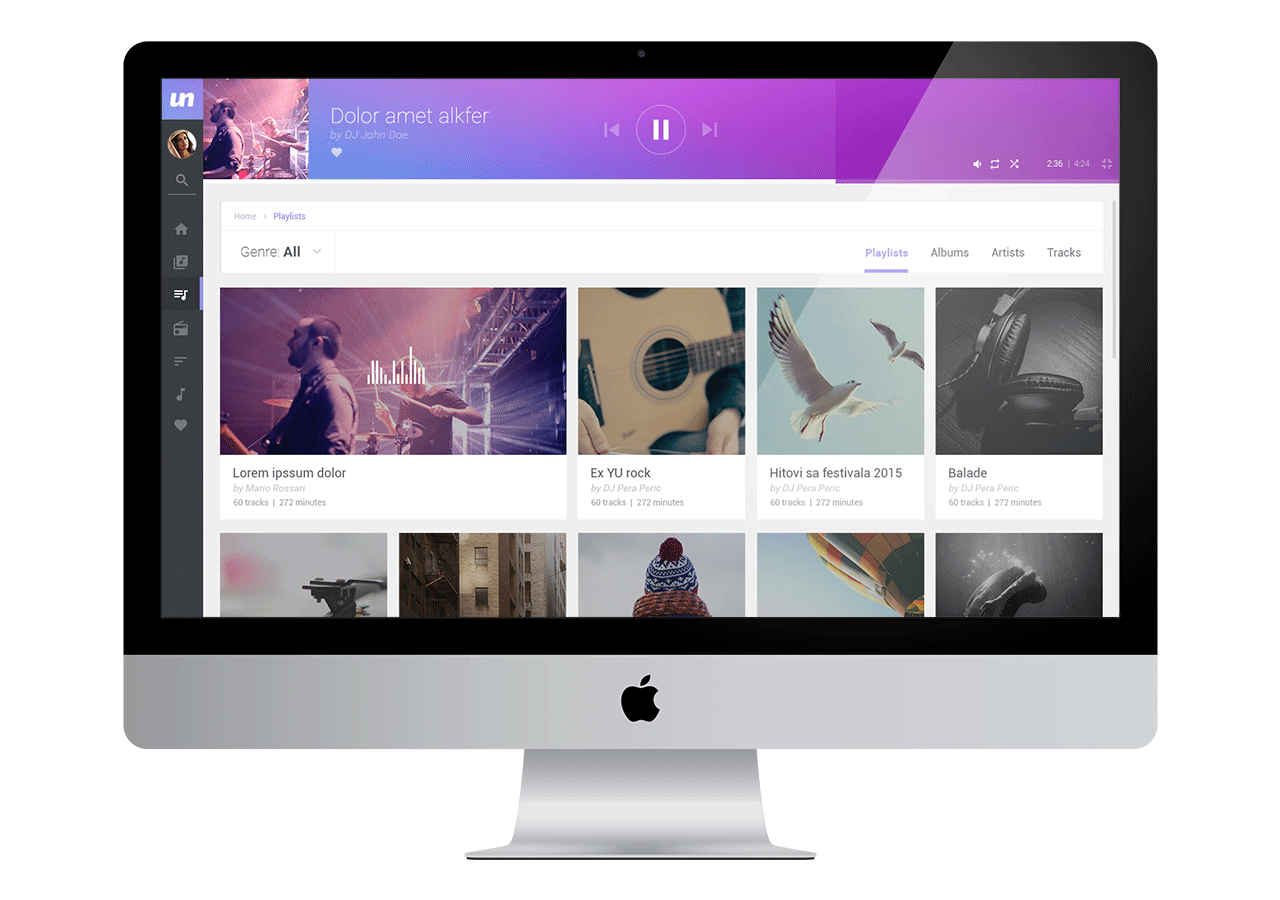 un
Dolor amet alkfer
by DJ John Doe
2:36 | 4:24
Home > Playlists
Genre: All
Playlists Albums Artists Tracks
Lorem ipssum dolor
by Mario Rossari
60 tracks | 272 minutes
Ex YU rock
by DJ Pera Peric
60 tracks | 272 minutes
Hitovi sa festivala 2015
by DJ Pera Peric
60 tracks | 272 minutes
Balade
by DJ Pera Peric
60 tracks | 272 minutes